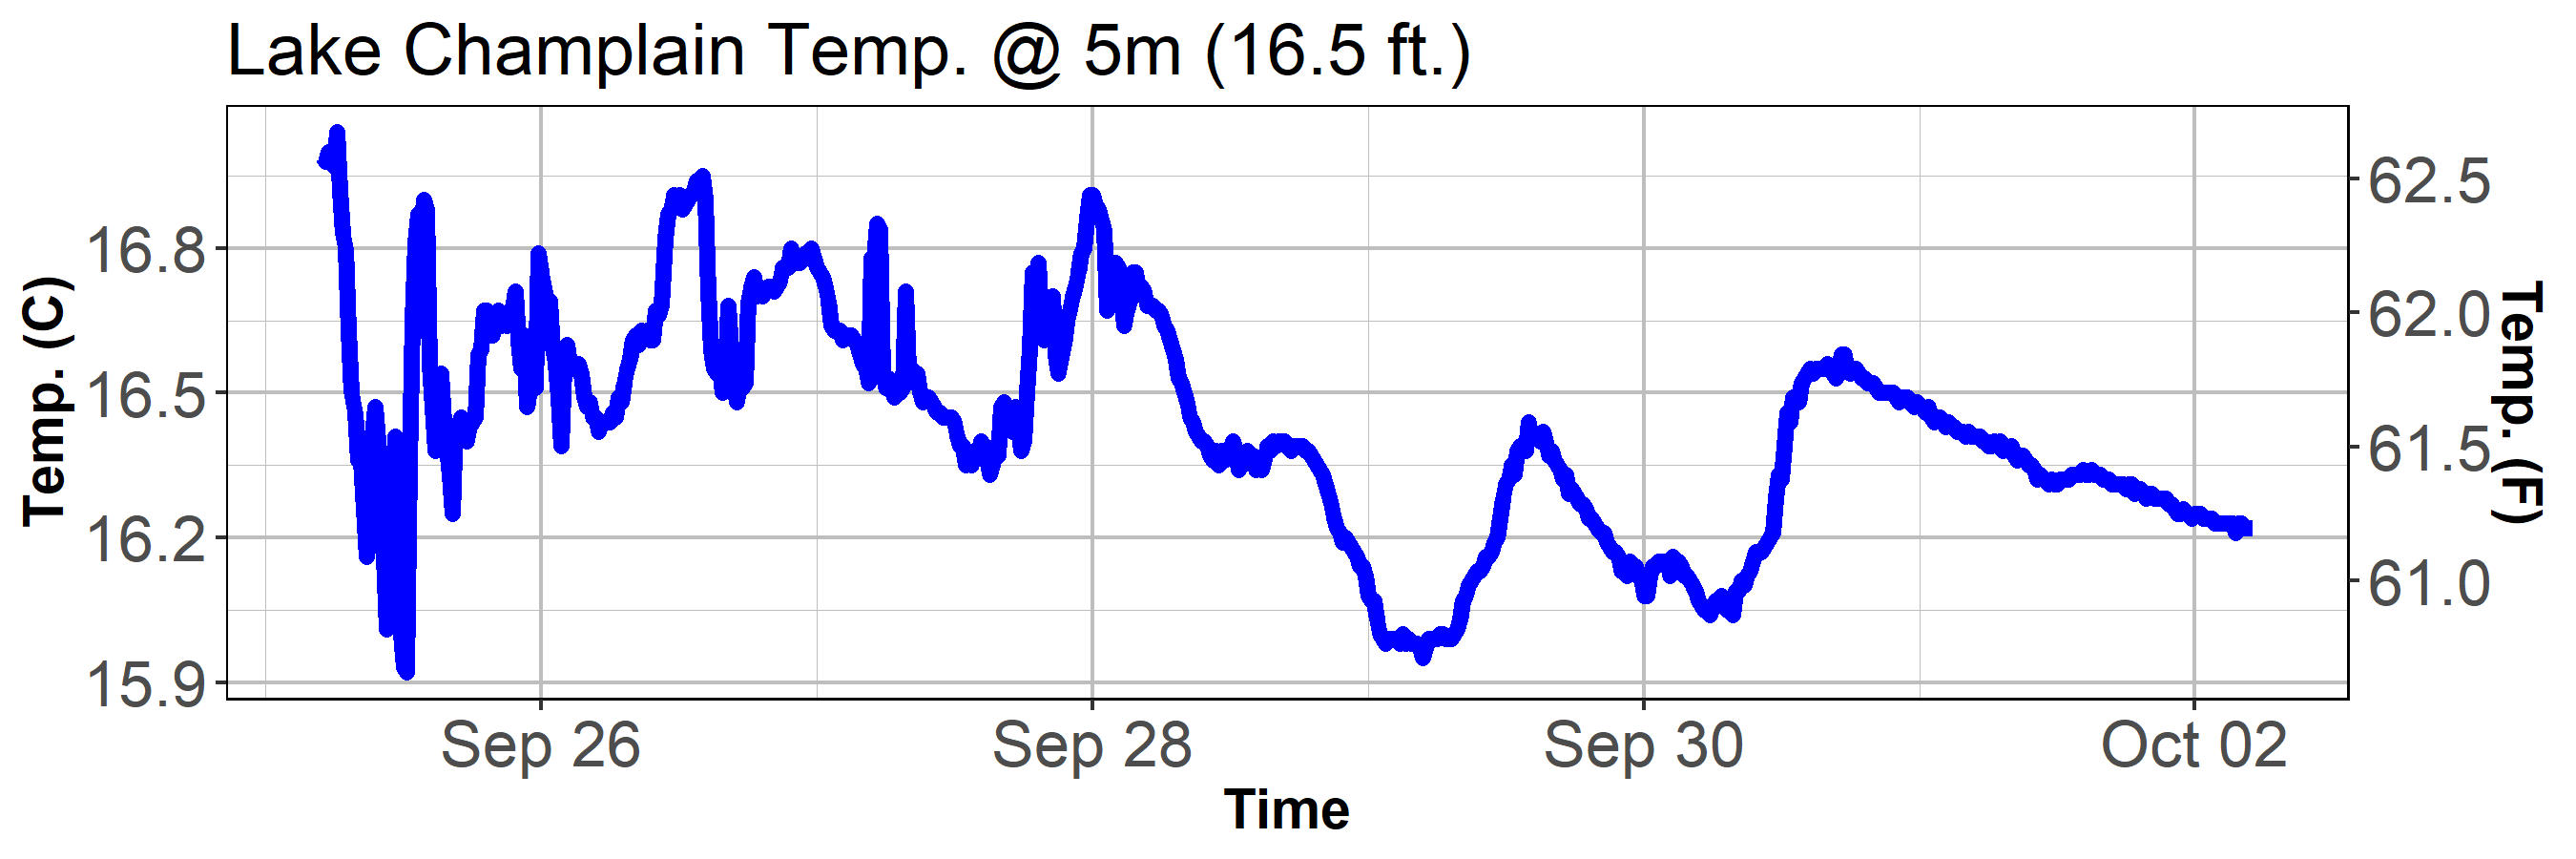 Lake Champlain Temp. @ 5m (16.5 ft.)
Temp. (C)
16.8
16.5
16.2
15.9
62.5
62.0
61.5
61.0
Temp. (F)
Sep 26
Sep 28
Sep 30
Oct 02
Time